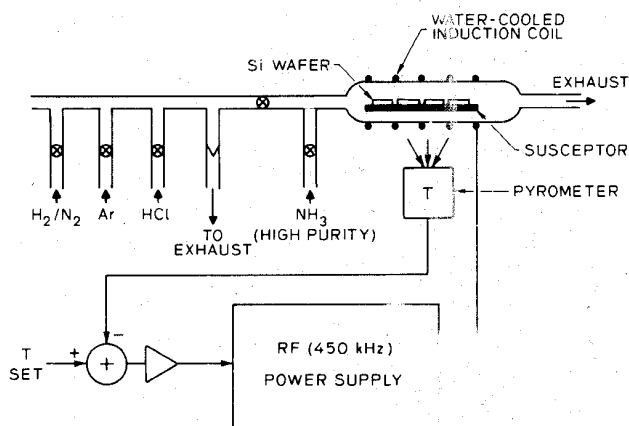 WATER-COOLED
INDUCTION COIL
Si WAFER
EXHAUST
SUSCEPTOR
PYROMETER
T
H₂/N₂
Ar
HCl
TO
EXHAUST
NH₃
(HIGH PURITY)
−
+
T
SET
+
RF (450 kHz)
POWER SUPPLY